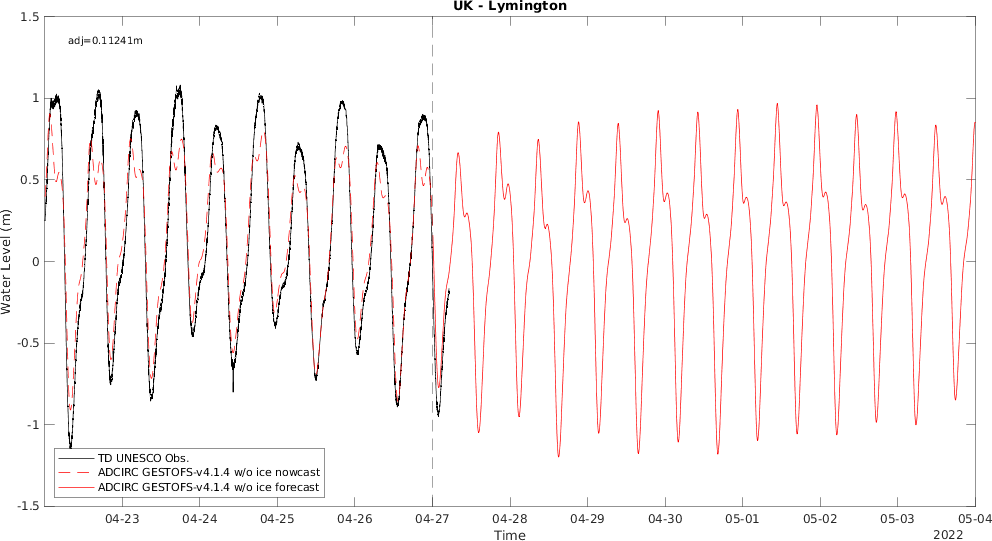 UK - Lymington
1.5
adj=0.11241m
1
0.5
0
-0.5
-1
-1.5
Water Level (m)
TD UNESCO Obs.
ADCIRC GESTOFS-v4.1.4 w/o ice nowcast
ADCIRC GESTOFS-v4.1.4 w/o ice forecast
04-23
04-24
04-25
04-26
04-27
04-28
04-29
04-30
05-01
05-02
05-03
05-04
Time
2022